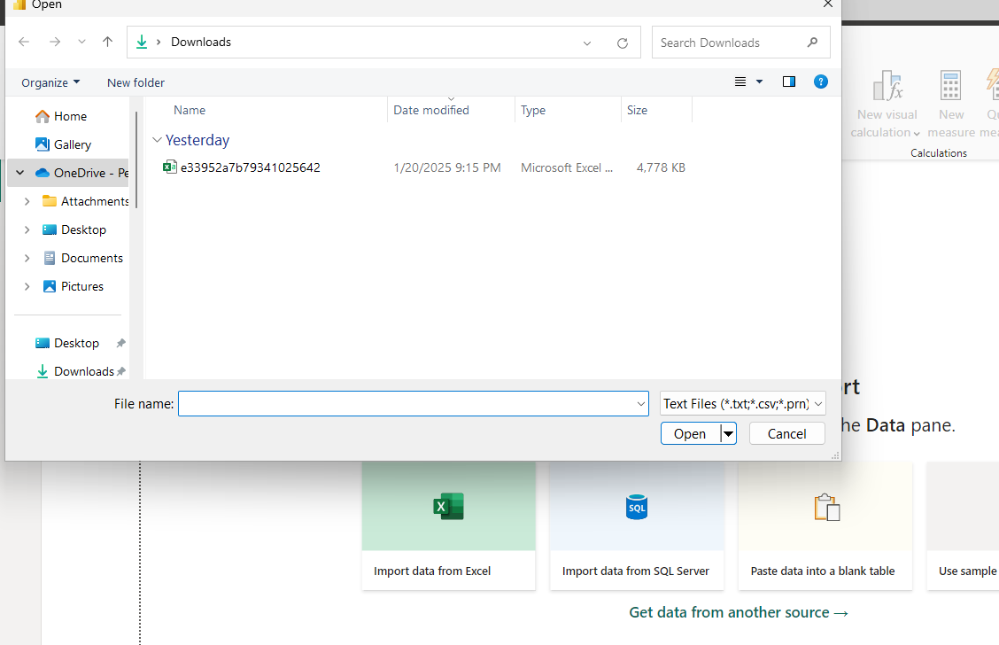 Open
Downloads
Search Downloads
Organize
New folder
Name
Date modified
Type
Size
Home
Gallery
OneDrive - Pe
Attachments
Desktop
Documents
Pictures
Desktop
Downloads
Yesterday
e33952a7b79341025642
1/20/2025 9:15 PM
Microsoft Excel ...
4,778 KB
File name:
Text Files (*.txt;*.csv;*.prn)
Open
Cancel
New visual
calculation
New
measure
Qu
mea
Calculations
ort
he Data pane.
SQL
Import data from Excel
Import data from SQL Server
Paste data into a blank table
Use sample
Get data from another source →